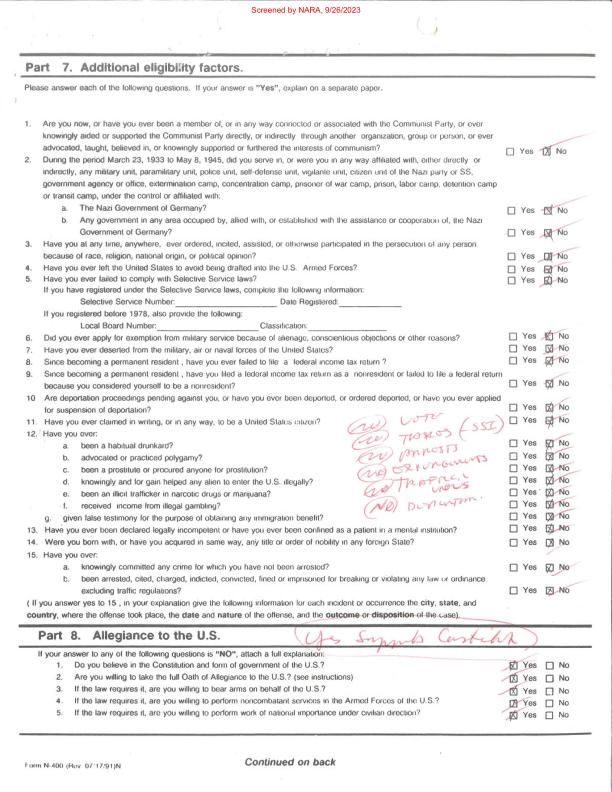 Screened by NARA, 9/26/2023
Part 7. Additional eligibility factors.
Please answer each of the following questions. If your answer is "Yes", explain on a separate paper.
1. Are you now, or have you ever been a member of, or in any way connected or associated with the Communist Party, or ever
knowingly aided or supported the Communist Party directly, or indirectly through another organization, group or person, or ever
advocated, taught, believed in, or knowingly supported or furthered the interests of communism? Yes No
2. During the period March 23, 1933 to May 8, 1945, did you serve in, or were you in any way affiliated with, either directly or
indirectly, any military unit, paramilitary unit, police unit, self-defense unit, vigilante unit, citizen unit of the Nazi party or SS,
government agency or office, extermination camp, concentration camp, prisoner of war camp, prison, labor camp, detention camp
or transit camp, under the control or affiliated with:
a. The Nazi Government of Germany? Yes No
b. Any government in any area occupied by, allied with, or established with the assistance or cooperation of, the Nazi
Government of Germany? Yes No
3. Have you at any time, anywhere, ever ordered, incited, assisted, or otherwise participated in the persecution of any person
because of race, religion, national origin, or political opinion? Yes No
4. Have you ever left the United States to avoid being drafted into the U.S. Armed Forces? Yes No
5. Have you ever failed to comply with Selective Service laws? Yes No
If you have registered under the Selective Service laws, complete the following information:
Selective Service Number: Date Registered:
If you registered before 1978, also provide the following:
Local Board Number: Classification:
6. Did you ever apply for exemption from military service because of alienage, conscientious objections or other reasons? Yes No
7. Have you ever deserted from the military, air or naval forces of the United States? Yes No
8. Since becoming a permanent resident, have you ever failed to file a federal income tax return ? Yes No
9. Since becoming a permanent resident, have you filed a federal income tax return as a nonresident or failed to file a federal return
because you considered yourself to be a nonresident? Yes No
10 Are deportation proceedings pending against you, or have you ever been deported, or ordered deported, or have you ever applied
for suspension of deportation? Yes No
11. Have you ever claimed in writing, or in any way, to be a United States citizen? Yes No
(NO) VOTE
12. Have you ever:
(NO) TAXES (SSI)
a. been a habitual drunkard? Yes No
(NO) ARRESTS
b. advocated or practiced polygamy? Yes No
(NO) EXPUNGEMENTS
c. been a prostitute or procured anyone for prostitution? Yes No
d. knowingly and for gain helped any alien to enter the U.S. illegally? Yes No
NO TRAFFIC
e. been an illicit trafficker in narcotic drugs or marijuana? Yes No
f. received income from illegal gambling? Yes No
(NO)
g. given false testimony for the purpose of obtaining any immigration benefit? Yes No
13. Have you ever been declared legally incompetent or have you ever been confined as a patient in a mental institution? Yes No
14. Were you born with, or have you acquired in same way, any title or order of nobility in any foreign State? Yes No
15. Have you ever:
a. knowingly committed any crime for which you have not been arrested? Yes No
b. been arrested, cited, charged, indicted, convicted, fined or imprisoned for breaking or violating any law or ordinance
excluding traffic regulations? Yes No
( If you answer yes to 15 , in your explanation give the following information for each incident or occurrence the city, state, and
country, where the offense took place, the date and nature of the offense, and the outcome or disposition of the case).
Part 8. Allegiance to the U.S.
(Yes Supports
If your answer to any of the following questions is "NO", attach a full explanation:
1. Do you believe in the Constitution and form of government of the U.S.? Yes No
2. Are you willing to take the full Oath of Allegiance to the U.S.? (see instructions) Yes No
3. If the law requires it, are you willing to bear arms on behalf of the U.S.? Yes No
4. If the law requires it, are you willing to perform noncombatant services in the Armed Forces of the U.S.? Yes No
5. If the law requires it, are you willing to perform work of national importance under civilian direction? Yes No
Form N-400 (Rev. 07/17/91)N
Continued on back